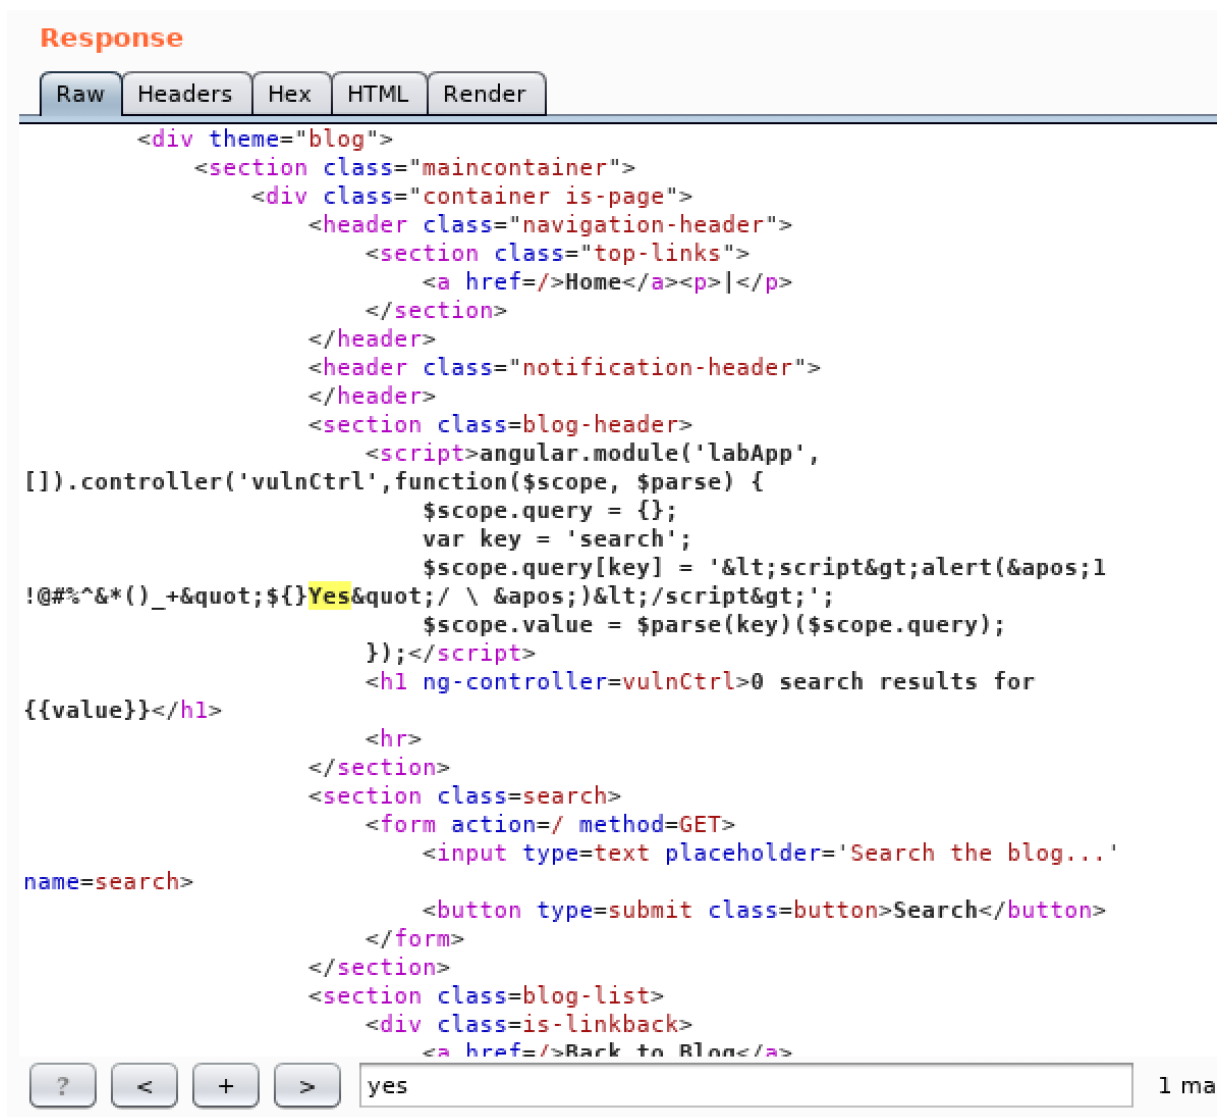 Response
Raw Headers Hex HTML Render
<div theme="blog">
<section class="maincontainer">
<div class="container is-page">
<header class="navigation-header">
<section class="top-links">
<a href=/>Home</a><p>|</p>
</section>
</header>
<header class="notification-header">
</header>
<section class=blog-header>
<script>angular.module('labApp',
[]).controller('vulnCtrl',function($scope, $parse) {
$scope.query = {};
var key = 'search';
$scope.query[key] = '&lt;script&gt;alert(&apos;1
!@#%^&*()_+&quot;${}Yes&quot;/ \ &apos;)&lt;/script&gt;';
$scope.value = $parse(key)($scope.query);
});</script>
<h1 ng-controller=vulnCtrl>0 search results for
{{value}}</h1>
<hr>
</section>
<section class=search>
<form action=/ method=GET>
<input type=text placeholder='Search the blog...'
name=search>
<button type=submit class=button>Search</button>
</form>
</section>
<section class=blog-list>
<div class=is-linkback>
<a href=/>Back to Blog</a>
? < + > yes 1 ma